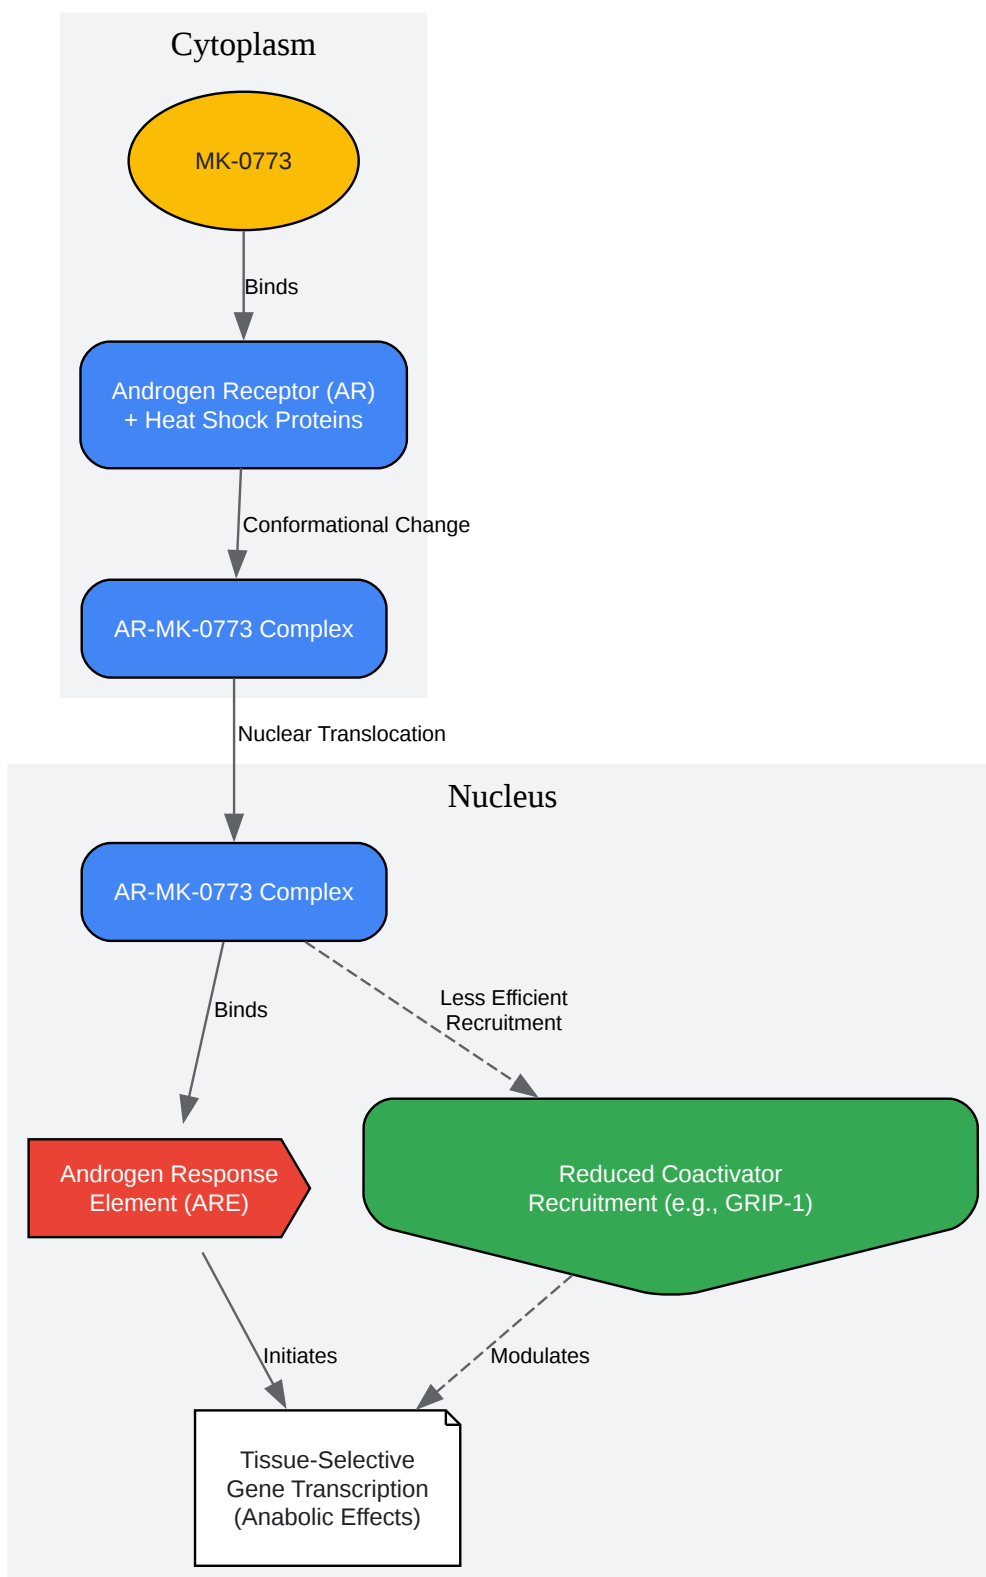 Cytoplasm
MK-0773
Binds
Androgen Receptor (AR)
+ Heat Shock Proteins
Conformational Change
AR-MK-0773 Complex
Nuclear Translocation
Nucleus
AR-MK-0773 Complex
Less Efficient
Recruitment
Binds
Androgen Response
Element (ARE)
Reduced Coactivator
Recruitment (e.g., GRIP-1)
Initiates
Modulates
Tissue-Selective
Gene Transcription
(Anabolic Effects)